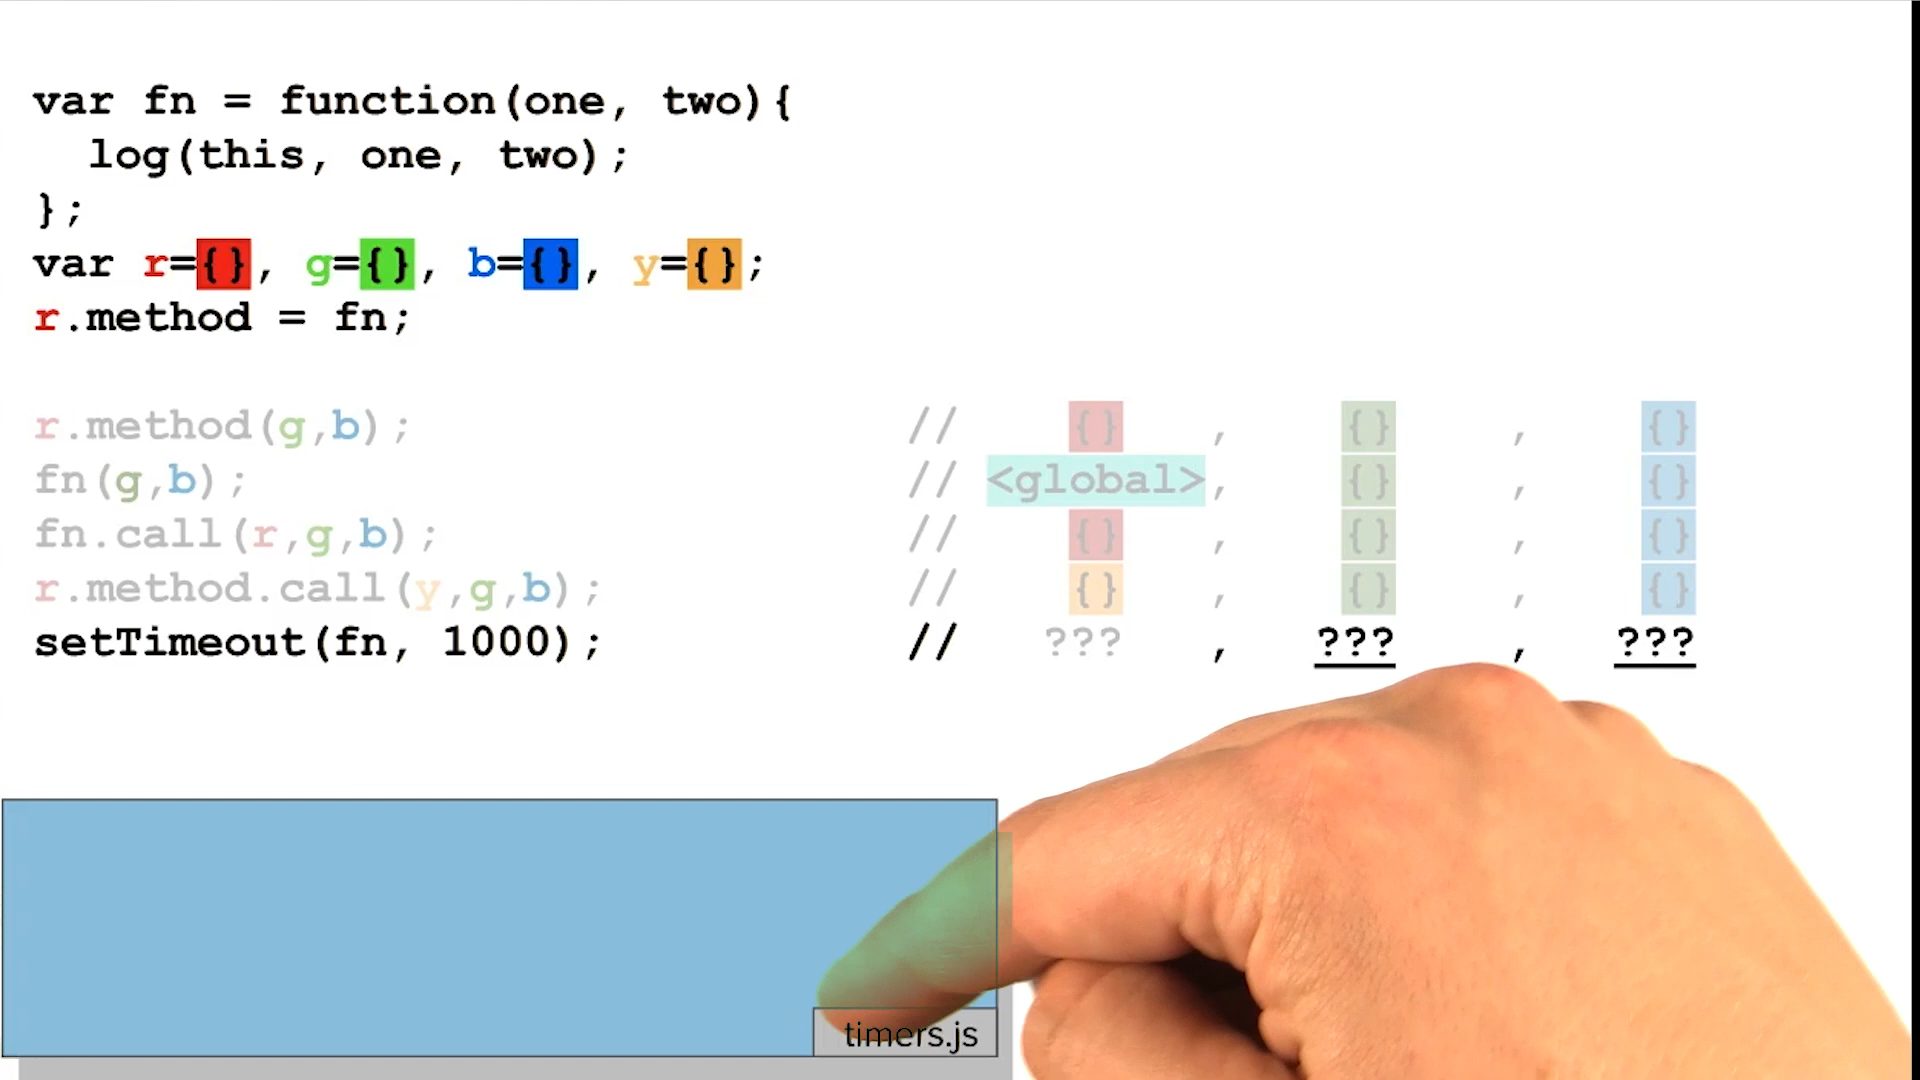 var fn = function(one, two){
log(this, one, two);
};
var r={}, g={}, b={}, y={};
r.method = fn;
r.method(g,b); // {} , {} , {}
fn(g,b); // <global>, {} , {}
fn.call(r,g,b); // {} , {} , {}
r.method.call(y,g,b); // {} , {} , {}
setTimeout(fn, 1000); // ??? , ??? , ???
timers.js